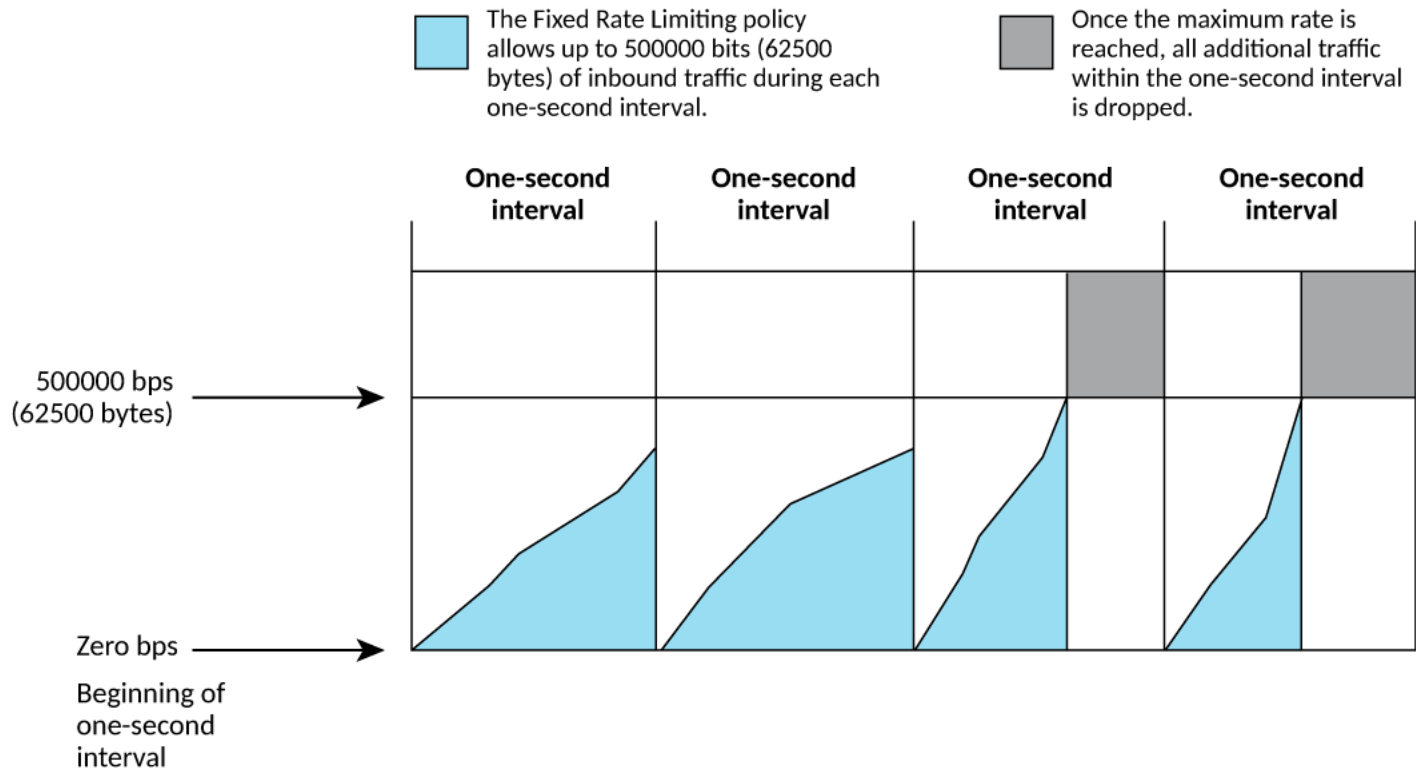 The Fixed Rate Limiting policy
allows up to 500000 bits (62500
bytes) of inbound traffic during each
one-second interval.
Once the maximum rate is
reached, all additional traffic
within the one-second interval
is dropped.
One-second
interval
One-second
interval
One-second
interval
One-second
interval
500000 bps
(62500 bytes)
Zero bps
Beginning of
one-second
interval